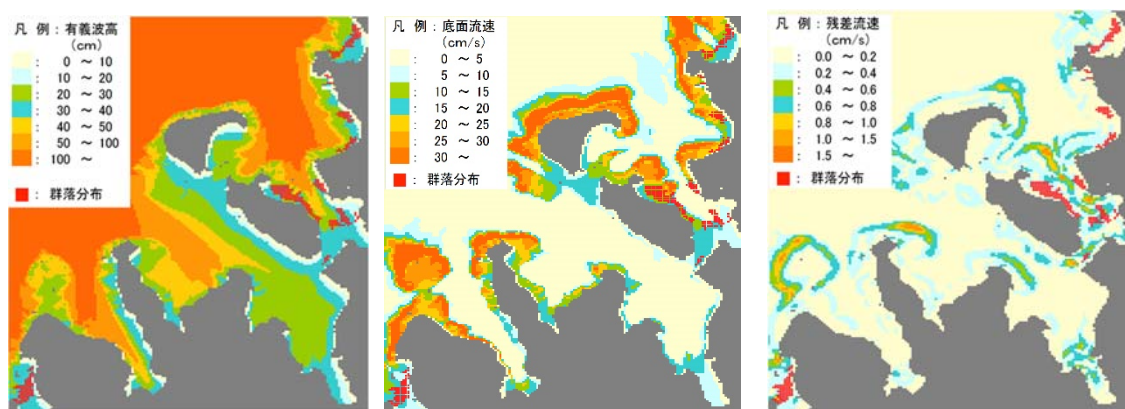 凡 例：有義波高
(cm)
： 0 ～ 10
： 10 ～ 20
： 20 ～ 30
： 30 ～ 40
： 40 ～ 50
： 50 ～ 100
： 100 ～
： 群落分布
凡 例：底面流速
(cm/s)
： 0 ～ 5
： 5 ～ 10
： 10 ～ 15
： 15 ～ 20
： 20 ～ 25
： 25 ～ 30
： 30 ～
： 群落分布
凡 例：残差流速
(cm/s)
： 0.0 ～ 0.2
： 0.2 ～ 0.4
： 0.4 ～ 0.6
： 0.6 ～ 0.8
： 0.8 ～ 1.0
： 1.0 ～ 1.5
： 1.5 ～
： 群落分布